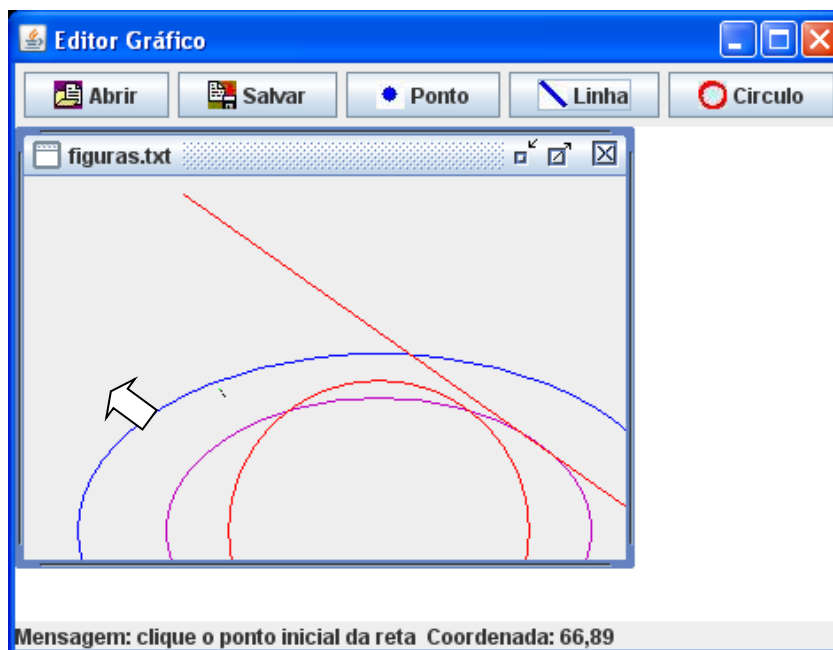 Editor Gráfico
Abrir Salvar Ponto Linha Circulo
figuras.txt
Mensagem: clique o ponto inicial da reta Coordenada: 66,89